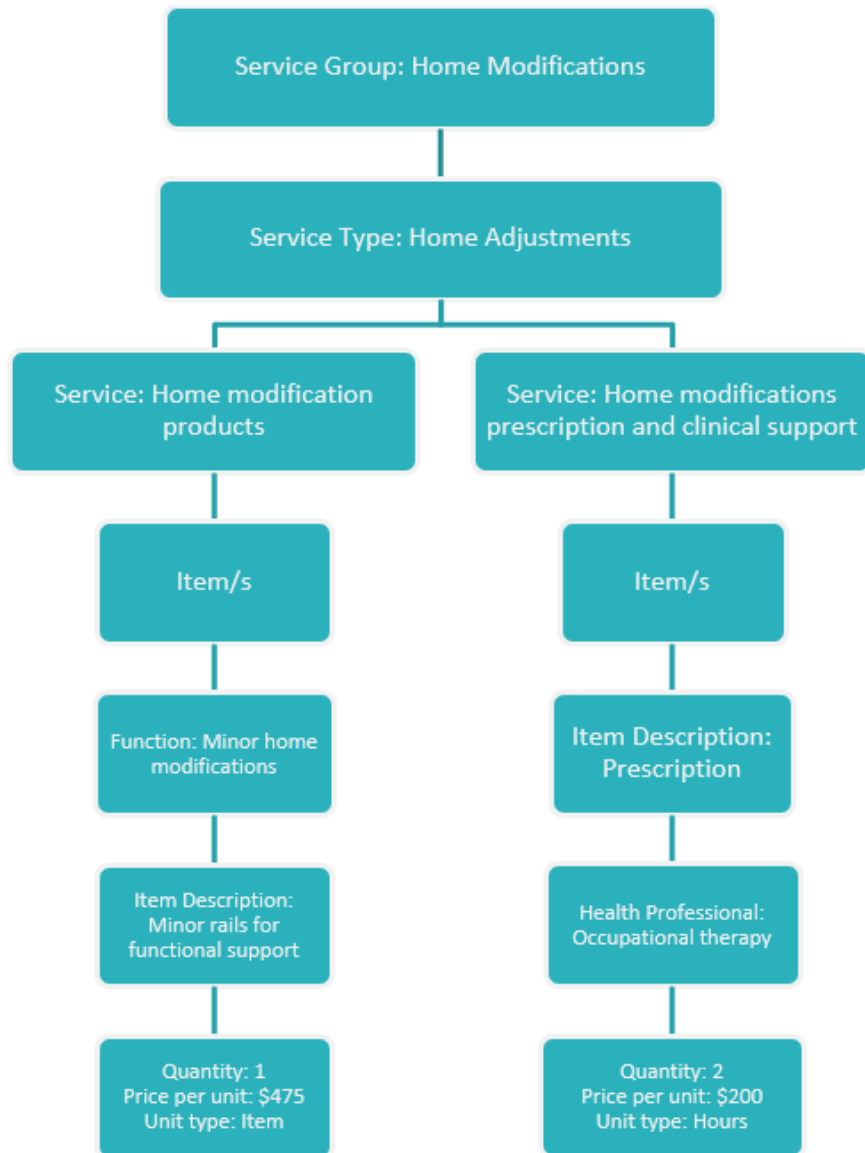 Service Group: Home Modifications
Service Type: Home Adjustments
Service: Home modification
products
Service: Home modifications
prescription and clinical support
Item/s
Item/s
Function: Minor home
modifications
Item Description:
Prescription
Item Description:
Minor rails for
functional support
Health Professional:
Occupational therapy
Quantity: 1
Price per unit: $475
Unit type: Item
Quantity: 2
Price per unit: $200
Unit type: Hours